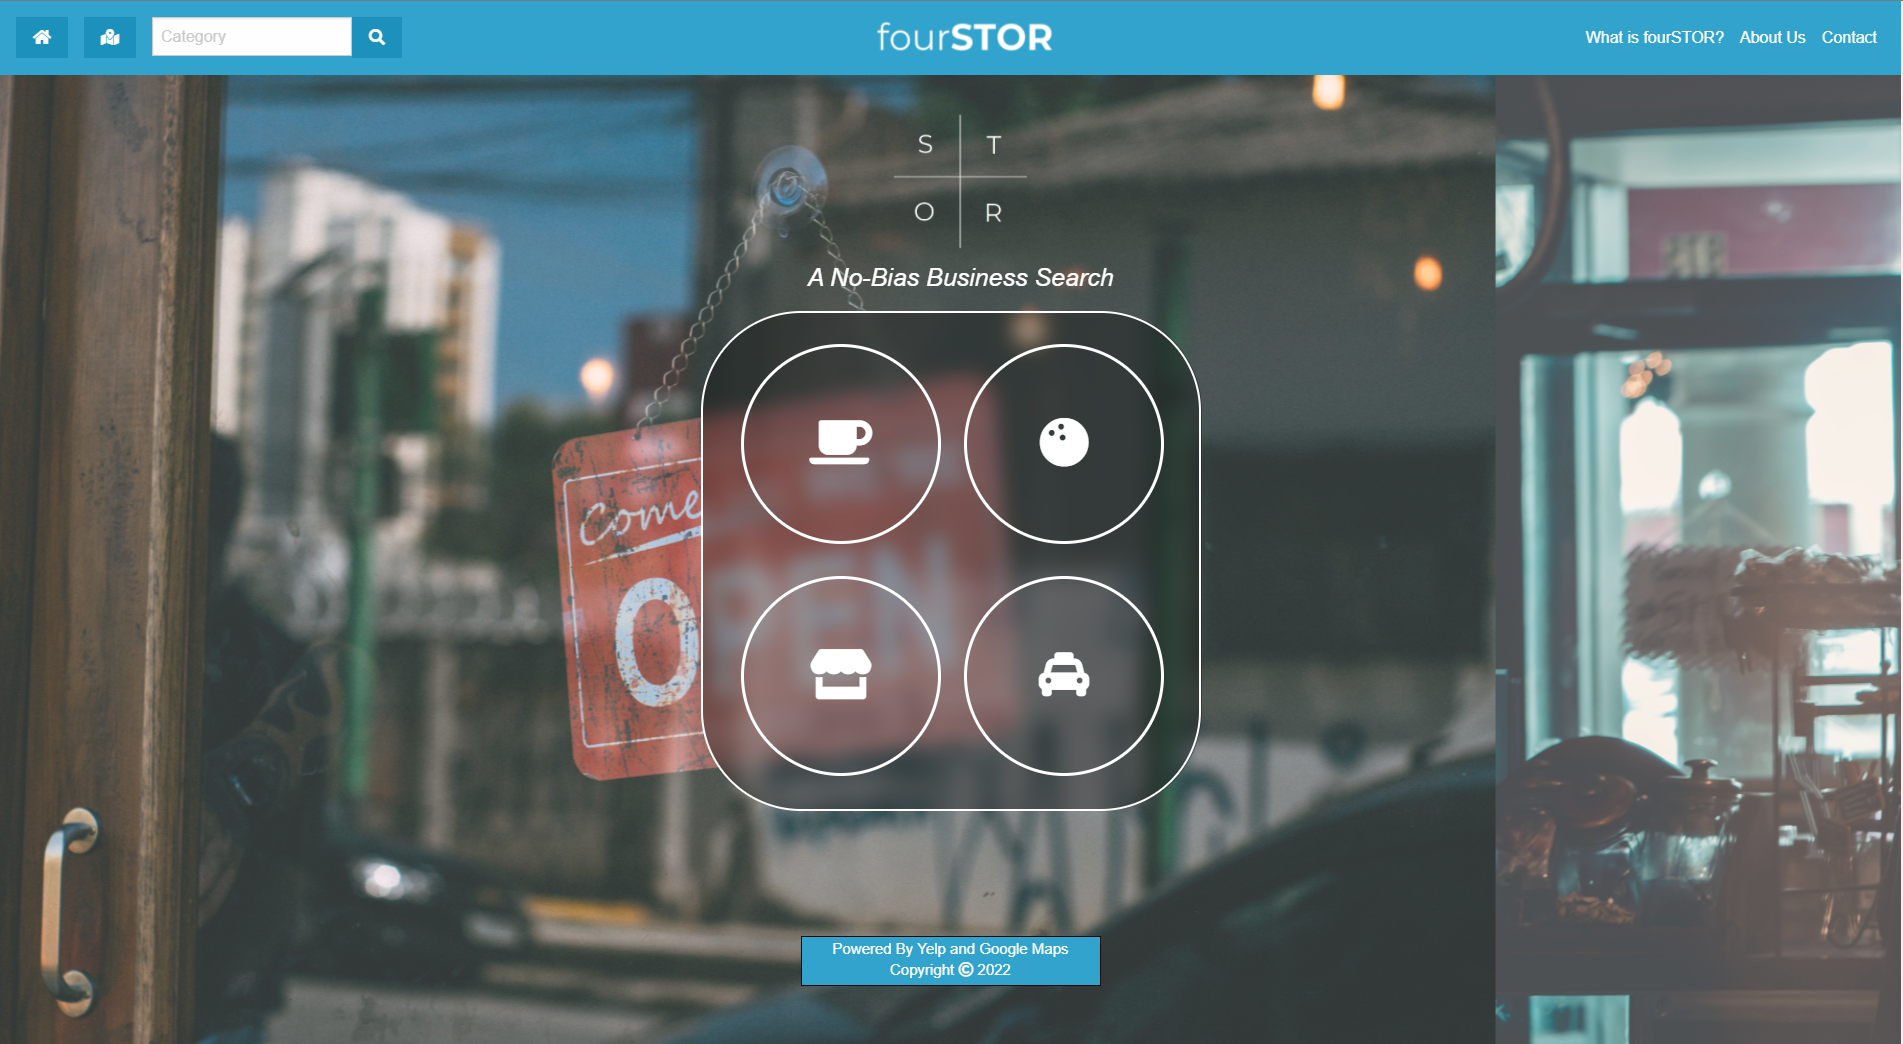 Category
fourSTOR
What is fourSTOR? About Us Contact
S T
O R
A No-Bias Business Search
Come
OPEN
Powered By Yelp and Google Maps
Copyright © 2022